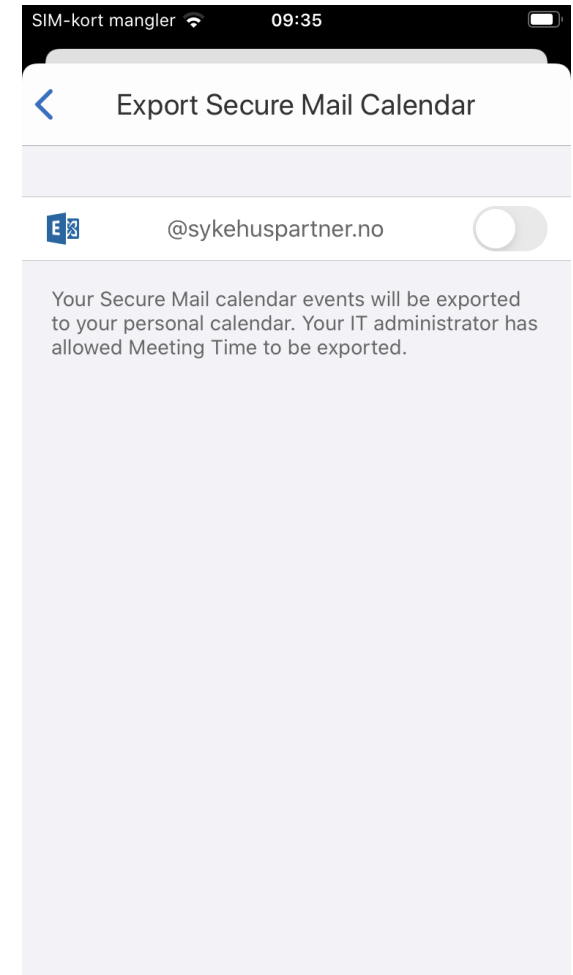 SIM-kort mangler 09:35
Export Secure Mail Calendar
@sykehuspartner.no
Your Secure Mail calendar events will be exported
to your personal calendar. Your IT administrator has
allowed Meeting Time to be exported.